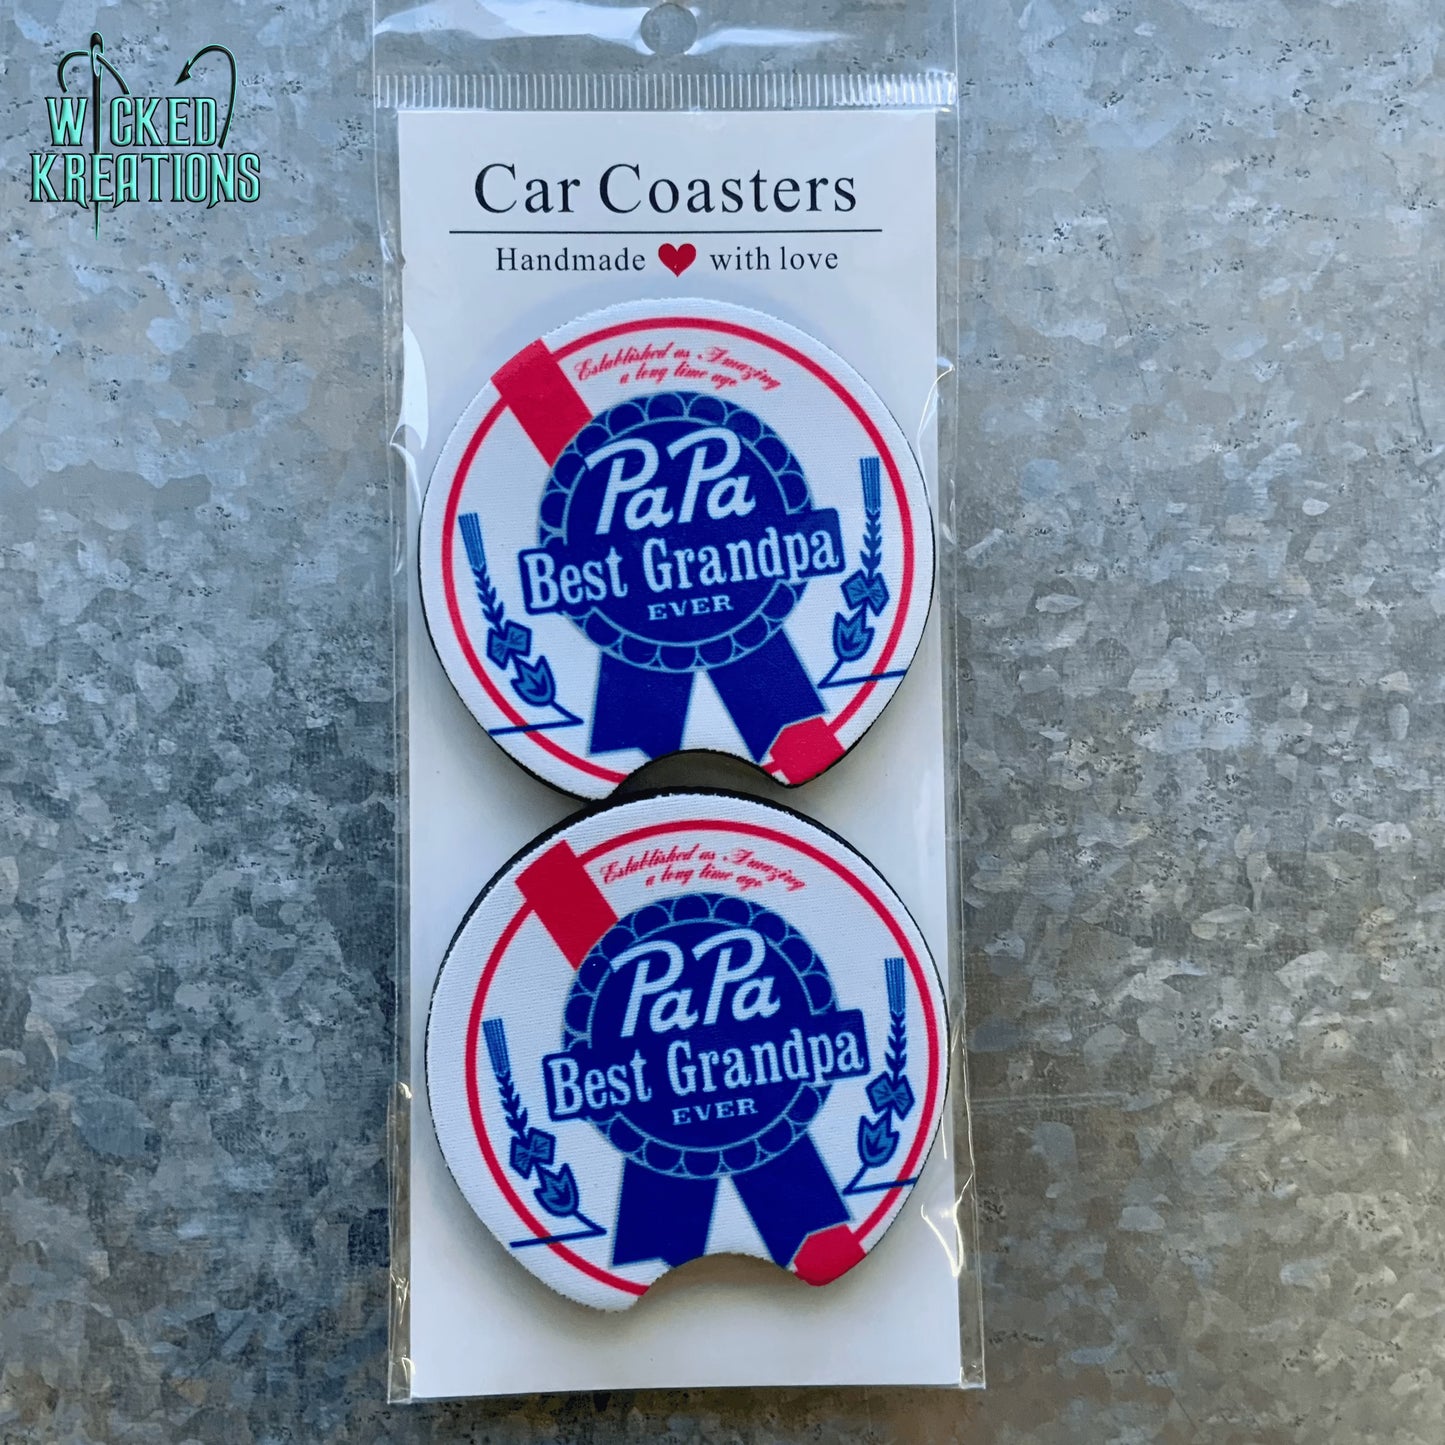 WICKED
KREATIONS
Car Coasters
Handmade with love
Established as Amazing
a long time ago
PaPa
Best Grandpa
EVER
Established as Amazing
a long time ago
PaPa
Best Grandpa
EVER